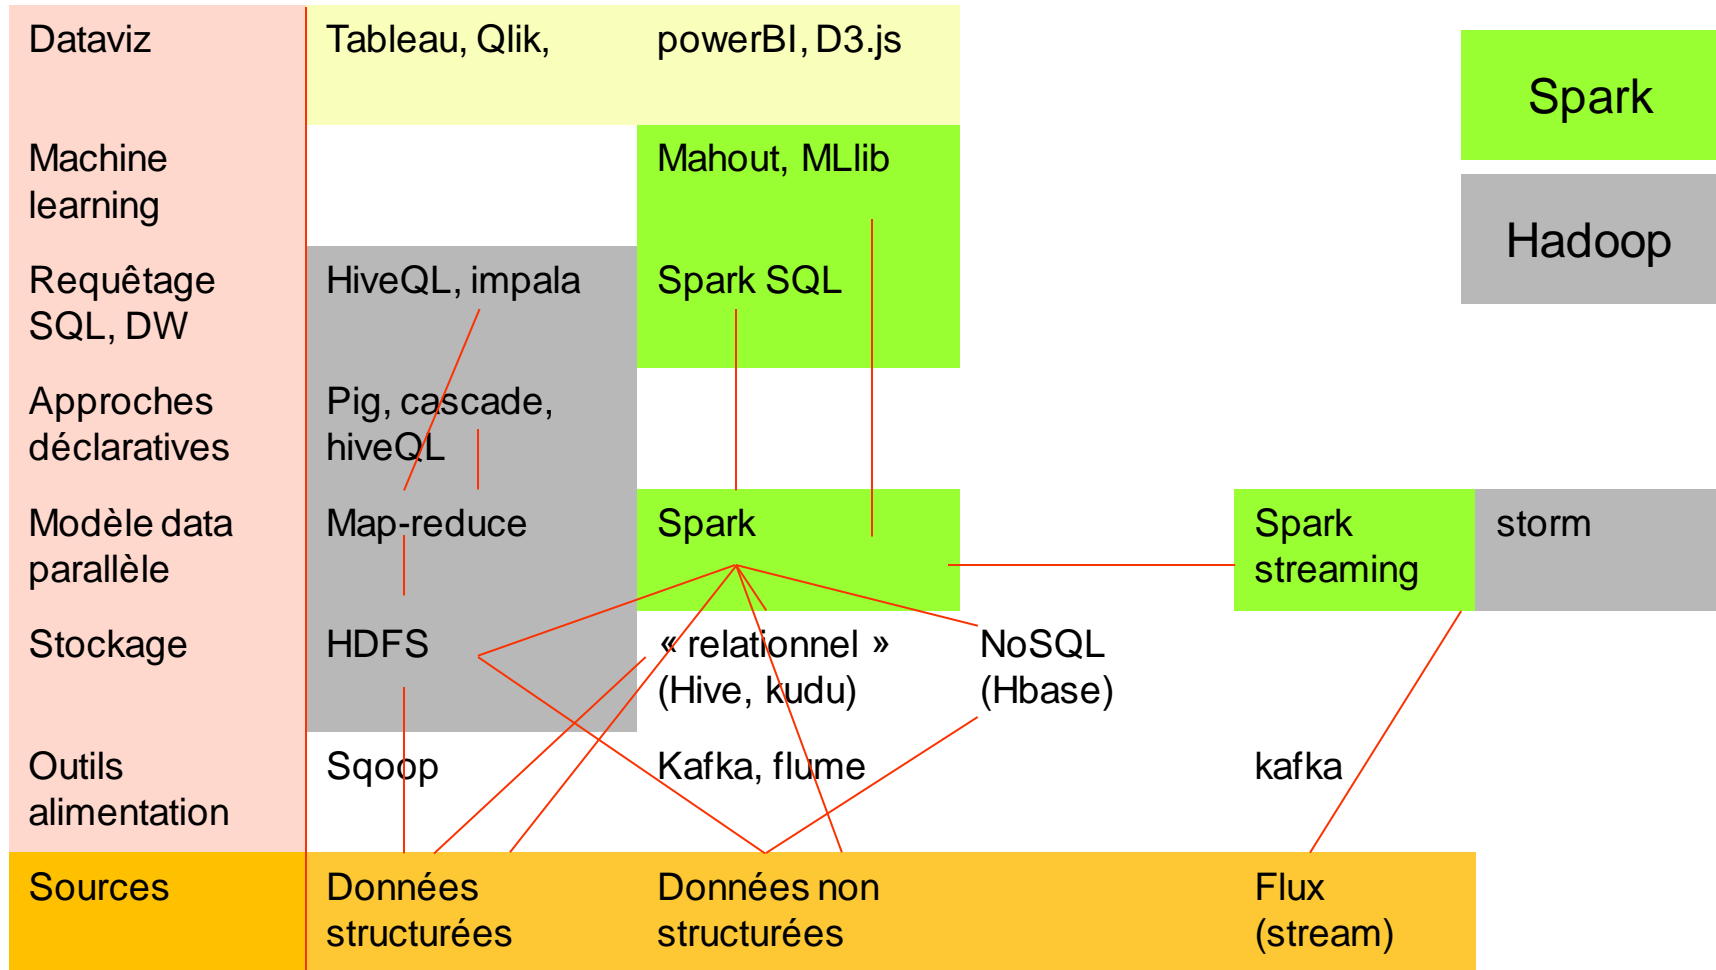 Dataviz
Tableau, Qlik,
powerBI, D3.js
Spark
Machine
learning
Mahout, MLlib
Hadoop
Requêtage
SQL, DW
HiveQL, impala
Spark SQL
Approches
déclaratives
Pig, cascade,
hiveQL
Modèle data
parallèle
Map-reduce
Spark
Spark
streaming
storm
Stockage
HDFS
« relationnel »
(Hive, kudu)
NoSQL
(Hbase)
Outils
alimentation
Sqoop
Kafka, flume
kafka
Sources
Données
structurées
Données non
structurées
Flux
(stream)